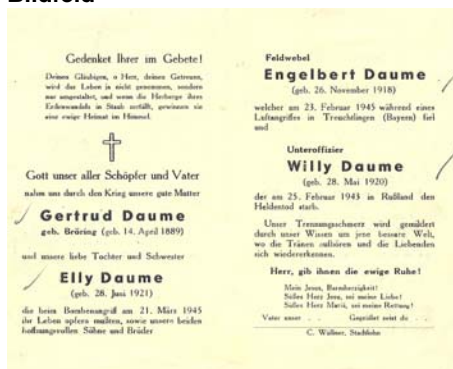 Bildfeld
Gedenket Ihrer im Gebete!
Deinen Gläubigen, o Herr, deinen Getreuen,
wird das Leben ja nicht genommen, sondern
nur umgestaltet, und wenn die Herberge ihres
Erdenwandels in Staub zerfällt, gewinnen sie
eine ewige Heimat im Himmel.
Gott unser aller Schöpfer und Vater
nahm uns durch den Krieg unsere gute Mutter
Gertrud Daume
geb. Bröring (geb. 14. April 1889)
und unsere liebe Tochter und Schwester
Elly Daume
(geb. 28. Juni 1921)
die beim Bombenangriff am 21. März 1945
ihr Leben opfern mußten, sowie unsere beiden
hoffnungsvollen Söhne und Brüder
Feldwebel
Engelbert Daume
(geb. 26. November 1918)
welcher am 23. Februar 1945 während eines
Luftangriffes in Treuchtlingen (Bayern) fiel
und
Unteroffizier
Willy Daume
(geb. 28. Mai 1920)
der am 25. Februar 1943 in Rußland den
Heldentod starb.
Unser Trennungsschmerz wird gemildert
durch unser Wissen um jene bessere Welt,
wo die Tränen aufhören und die Liebenden
sich wiedererkennen.
Herr, gib ihnen die ewige Ruhe!
Mein Jesus, Barmherzigkeit!
Süßes Herz Jesu, sei meine Liebe!
Süßes Herz Mariä, sei meine Rettung!
Vater unser . . Gegrüßet seist du . . .
C. Wüllner, Stadtlohn